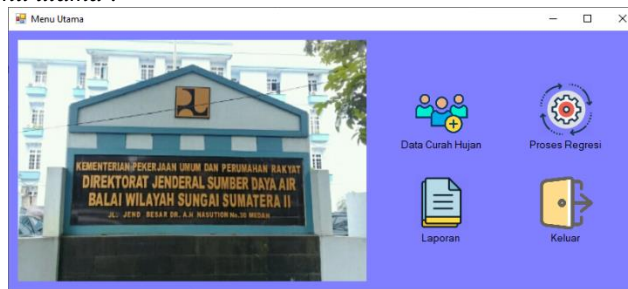 Menu Utama
KEMENTERIAN PEKERJAAN UMUM DAN PERUMAHAN RAKYAT
DIREKTORAT JENDERAL SUMBER DAYA AIR
BALAI WILAYAH SUNGAI SUMATERA II
JL. JEND BESAR DR. A.H NASUTION No.30 MEDAN
Data Curah Hujan
Proses Regresi
Laporan
Keluar